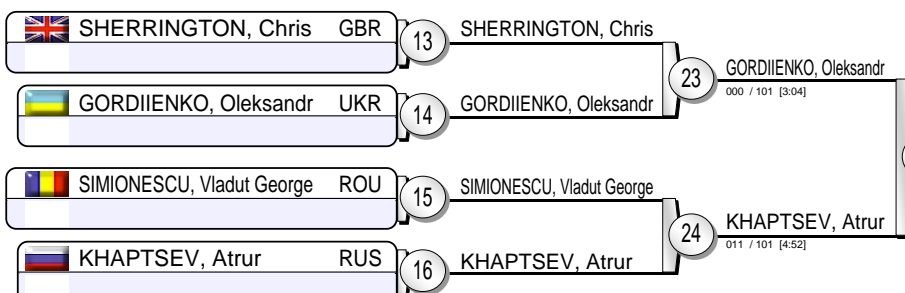 SHERRINGTON, Chris GBR
13
SHERRINGTON, Chris
GORDIIENKO, Oleksandr UKR
14
GORDIIENKO, Oleksandr
23
GORDIIENKO, Oleksandr
000 / 101 [3:04]
SIMIONESCU, Vladut George ROU
15
SIMIONESCU, Vladut George
KHAPTSEV, Atrur RUS
16
KHAPTSEV, Atrur
24
KHAPTSEV, Atrur
011 / 101 [4:52]